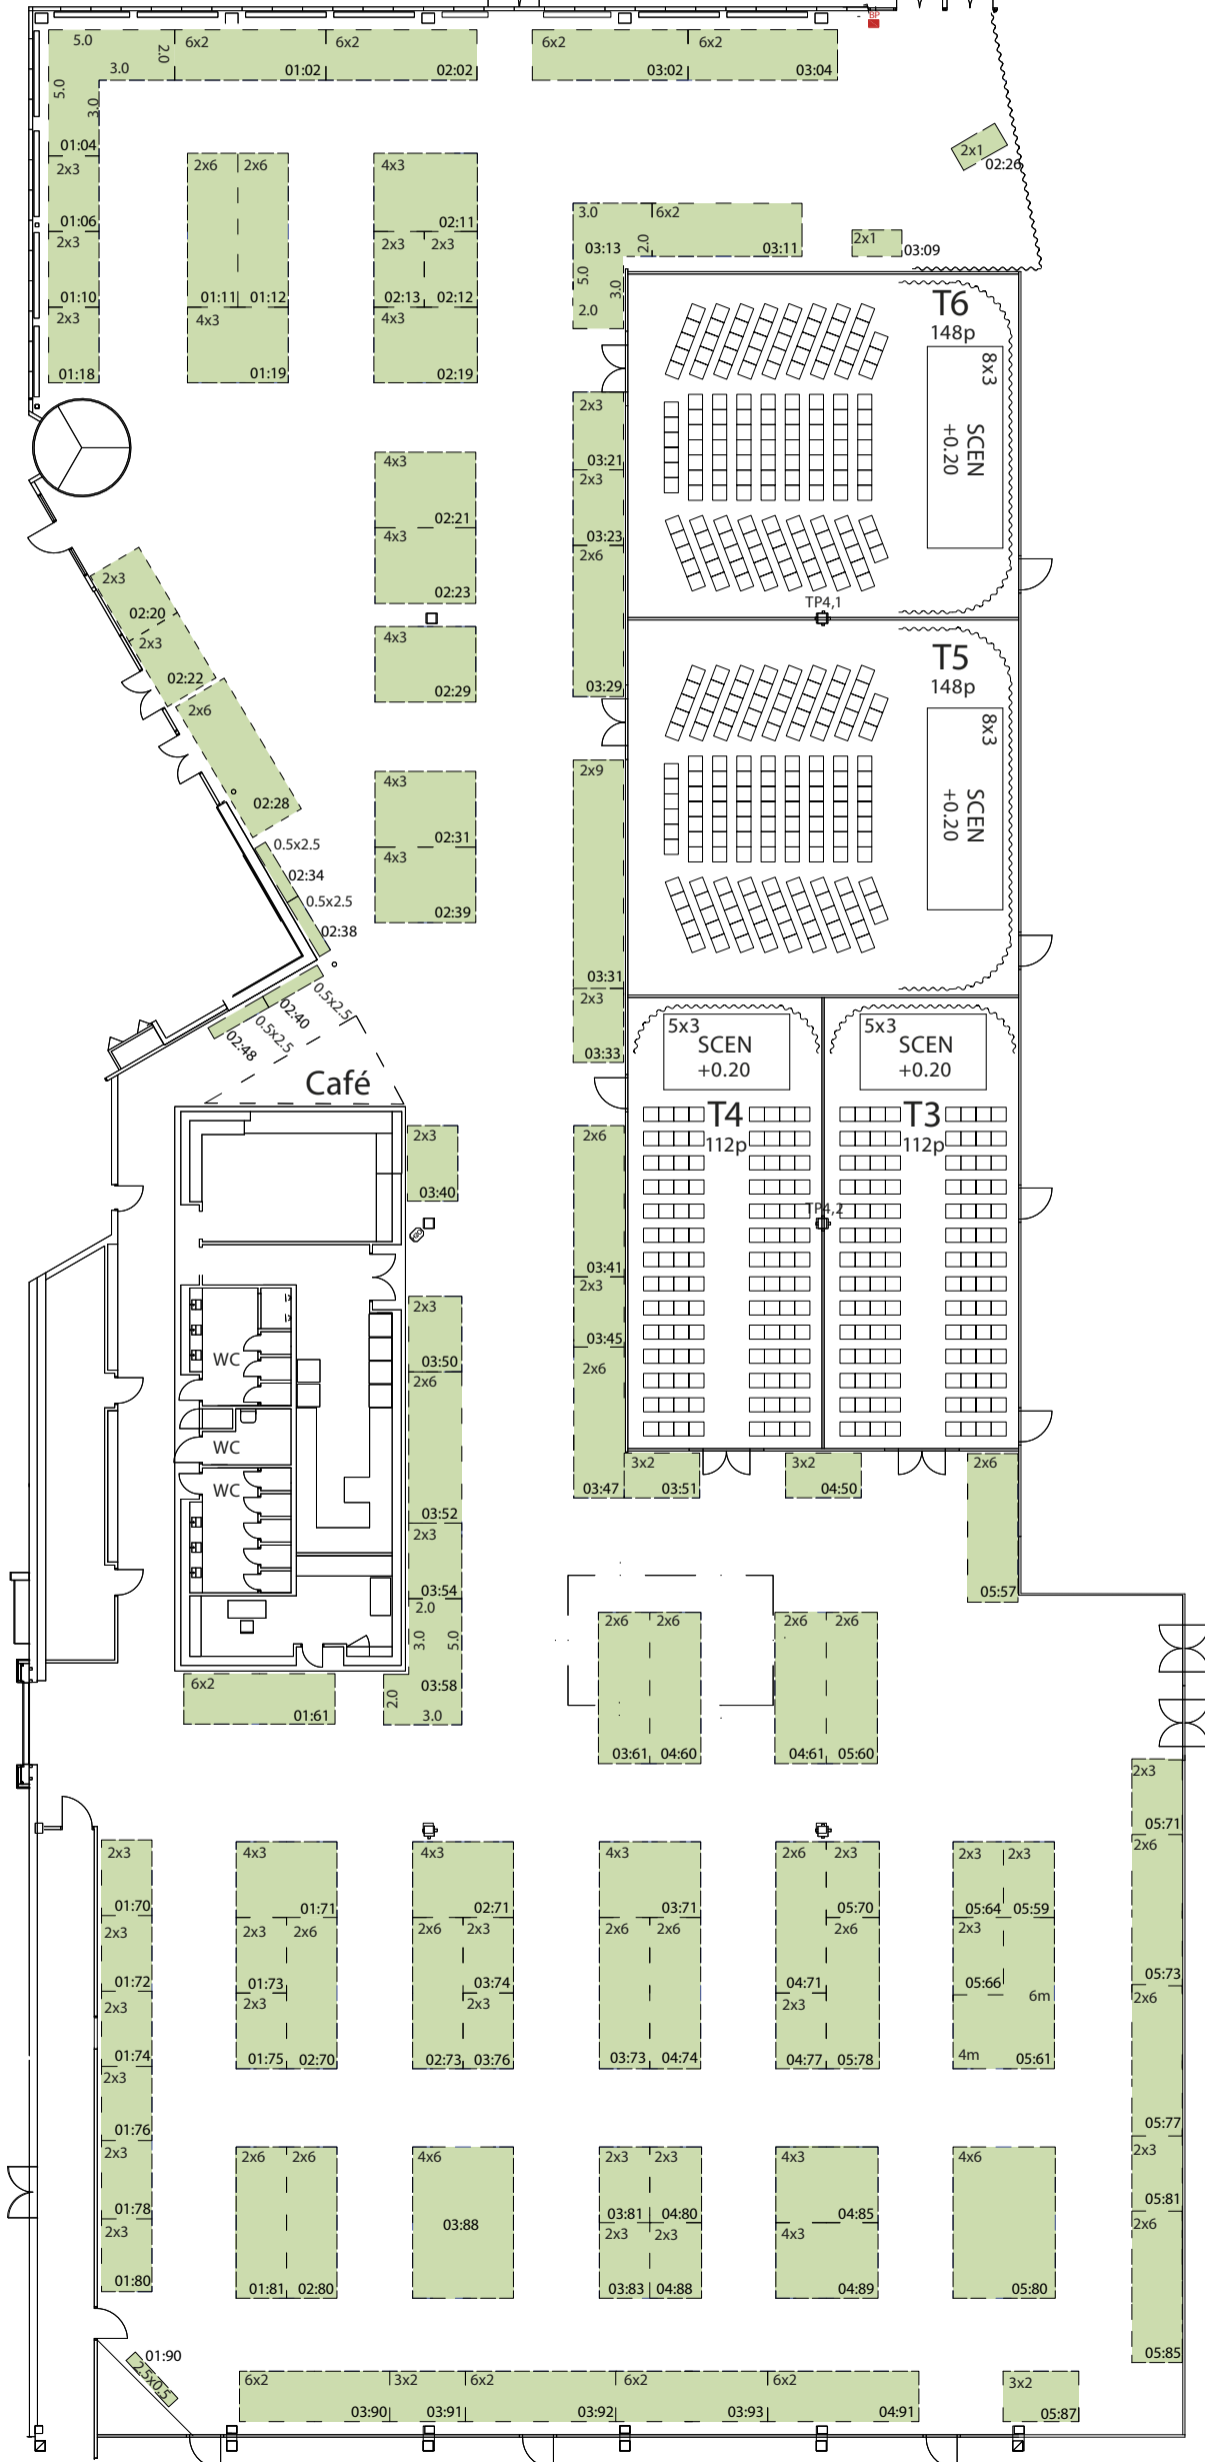 BP
5.0
2.0
6x2
6x2
6x2
6x2
3.0
01:02
02:02
03:02
03:04
5.0
3.0
01:04
2x3
2x6
2x6
4x3
2x1
02:26
01:06
2x3
02:11
2x3
2x3
3.0
6x2
03:13
2.0
03:11
2x1
03:09
01:10
01:11
01:12
02:13
02:12
5.0
3.0
2.0
2x3
4x3
4x3
01:18
01:19
02:19
T6
148p
8x3
SCEN
+0.20
2x3
03:21
2x3
03:23
2x6
03:29
4x3
02:21
4x3
02:23
4x3
02:29
2x3
02:20
2x3
02:22
2x6
02:28
TP4,1
T5
148p
8x3
SCEN
+0.20
4x3
02:31
4x3
02:39
2x9
03:31
2x3
03:33
0.5x2.5
02:34
0.5x2.5
02:38
0.5x2.5
02:40
0.5x2.5
02:48
Café
5x3
SCEN
+0.20
5x3
SCEN
+0.20
T4
112p
T3
112p
TP4,2
2x3
03:40
2x6
03:41
2x3
03:45
2x6
03:47
2x3
03:50
2x6
03:52
2x3
03:54
2.0
3.0
5.0
03:58
2.0
3.0
WC
WC
WC
3x2
03:51
3x2
04:50
2x6
05:57
6x2
01:61
2x6
2x6
03:61
04:60
2x6
2x6
04:61
05:60
2x3
05:71
2x6
05:73
2x6
05:77
2x3
05:81
2x6
05:85
2x3
01:70
2x3
01:72
2x3
01:74
2x3
01:76
2x3
01:78
2x3
01:80
4x3
01:71
2x3
2x6
01:73
2x3
01:75
02:70
4x3
02:71
2x6
2x3
03:74
2x3
02:73
03:76
4x3
03:71
2x6
2x6
03:73
04:74
2x6
2x3
05:70
2x6
04:71
2x3
04:77
05:78
2x3
2x3
05:64
05:59
2x3
05:66
6m
4m
05:61
2x6
2x6
01:81
02:80
4x6
03:88
2x3
2x3
03:81
04:80
2x3
2x3
03:83
04:88
4x3
04:85
4x3
04:89
4x6
05:80
01:90
2.5x0.5
6x2
3x2
6x2
6x2
6x2
3x2
03:90
03:91
03:92
03:93
04:91
05:87